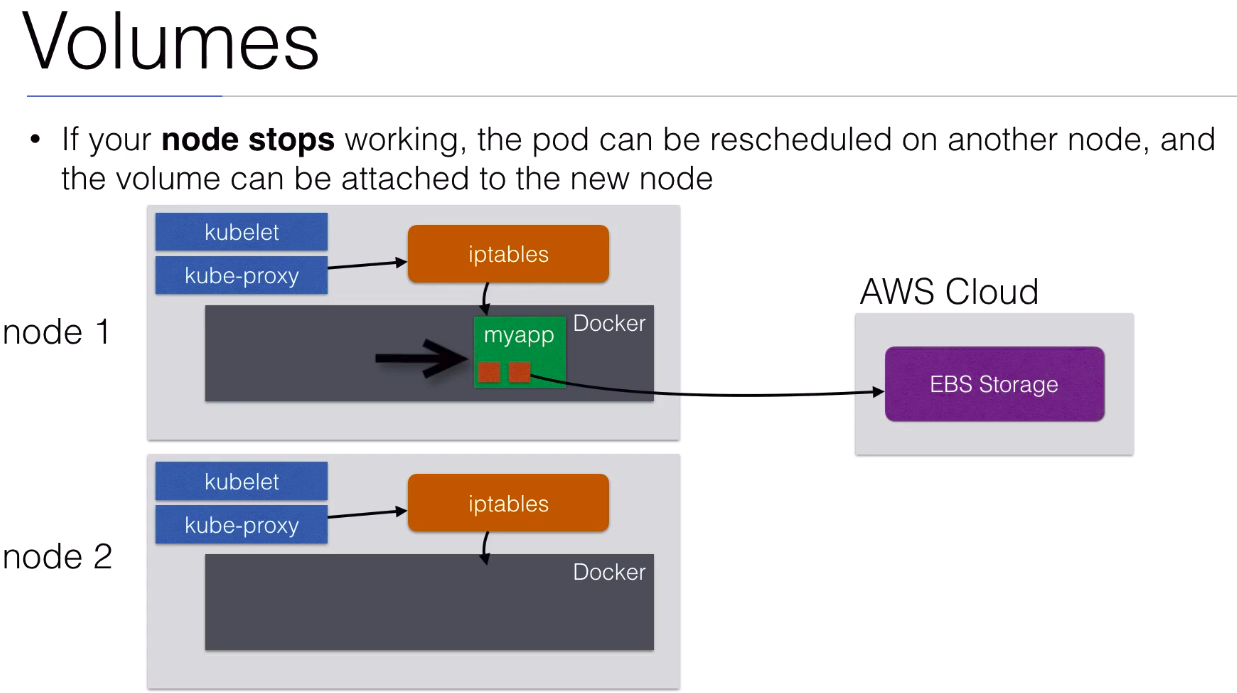 Volumes
• If your node stops working, the pod can be rescheduled on another node, and
the volume can be attached to the new node
node 1
kubelet
kube-proxy
iptables
Docker
myapp
AWS Cloud
EBS Storage
node 2
kubelet
kube-proxy
iptables
Docker